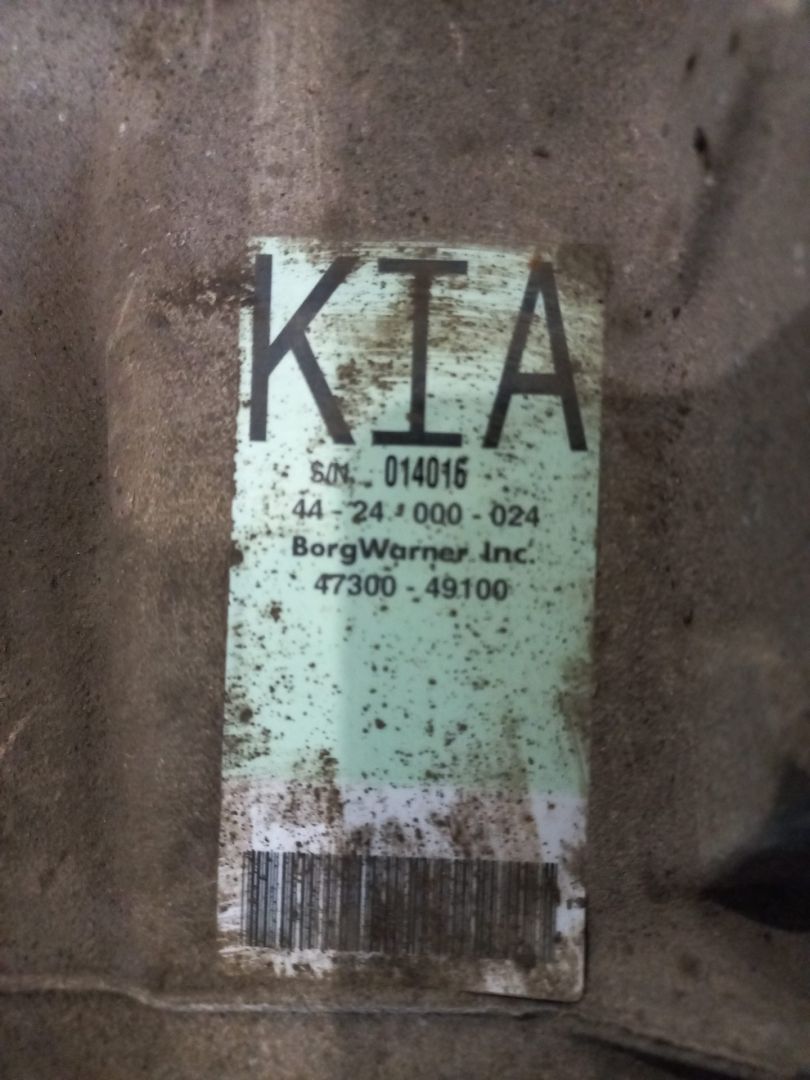 KIA
S/N. 014016
44 - 24 - 000 - 024
BorgWarner Inc.
47300 - 49100